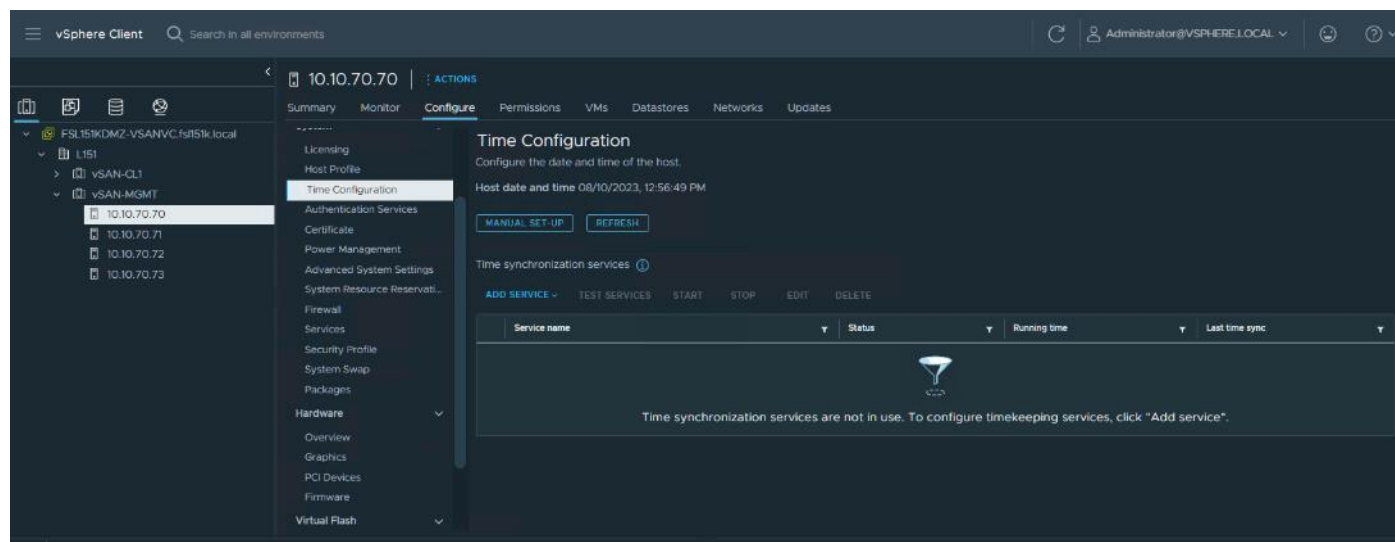 vSphere Client
Search in all environments
Administrator@VSPHERE.LOCAL
FSL151KDMZ-VSANVC.fsl151k.local
L151
vSAN-CL1
vSAN-MGMT
10.10.70.70
10.10.70.71
10.10.70.72
10.10.70.73
10.10.70.70
ACTIONS
Summary Monitor Configure Permissions VMs Datastores Networks Updates
Licensing
Host Profile
Time Configuration
Authentication Services
Certificate
Power Management
Advanced System Settings
System Resource Reservati...
Firewall
Services
Security Profile
System Swap
Packages
Hardware
Overview
Graphics
PCI Devices
Firmware
Virtual Flash
Time Configuration
Configure the date and time of the host.
Host date and time 08/10/2023, 12:56:49 PM
MANUAL SET-UP REFRESH
Time synchronization services
ADD SERVICE TEST SERVICES START STOP EDIT DELETE
Service name Status Running time Last time sync
Time synchronization services are not in use. To configure timekeeping services, click "Add service".